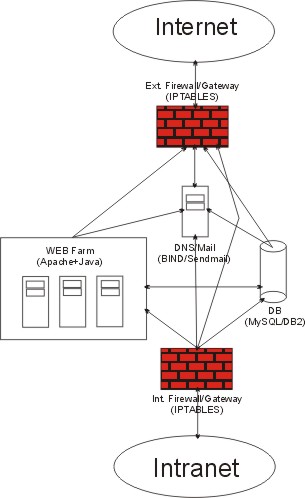 Internet
Ext. Firewall/Gateway
(IPTABLES)
DNS/Mail
(BIND/Sendmail)
WEB Farm
(Apache+Java)
DB
(MySQL/DB2)
Int. Firewall/Gateway
(IPTABLES)
Intranet